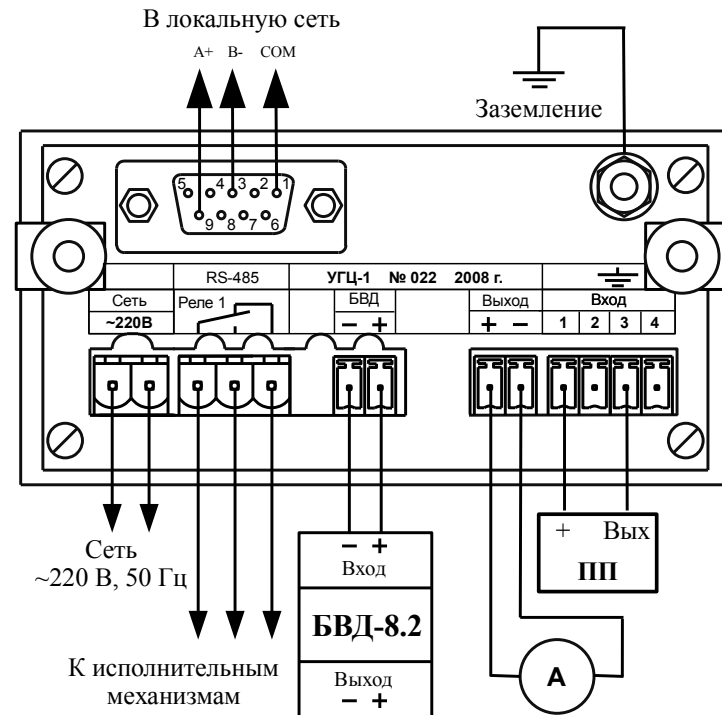 В локальную сеть
A+ B- COM
Заземление
5 4 3 2 1
9 8 7 6
RS-485 УГЦ-1 № 022 2008 г.
Сеть Реле 1 БВД Выход Вход
~220В − + + − 1 2 3 4
+ Вых
ПП
Сеть
~220 В, 50 Гц
− +
Вход
БВД-8.2
Выход
− +
К исполнительным
механизмам
А